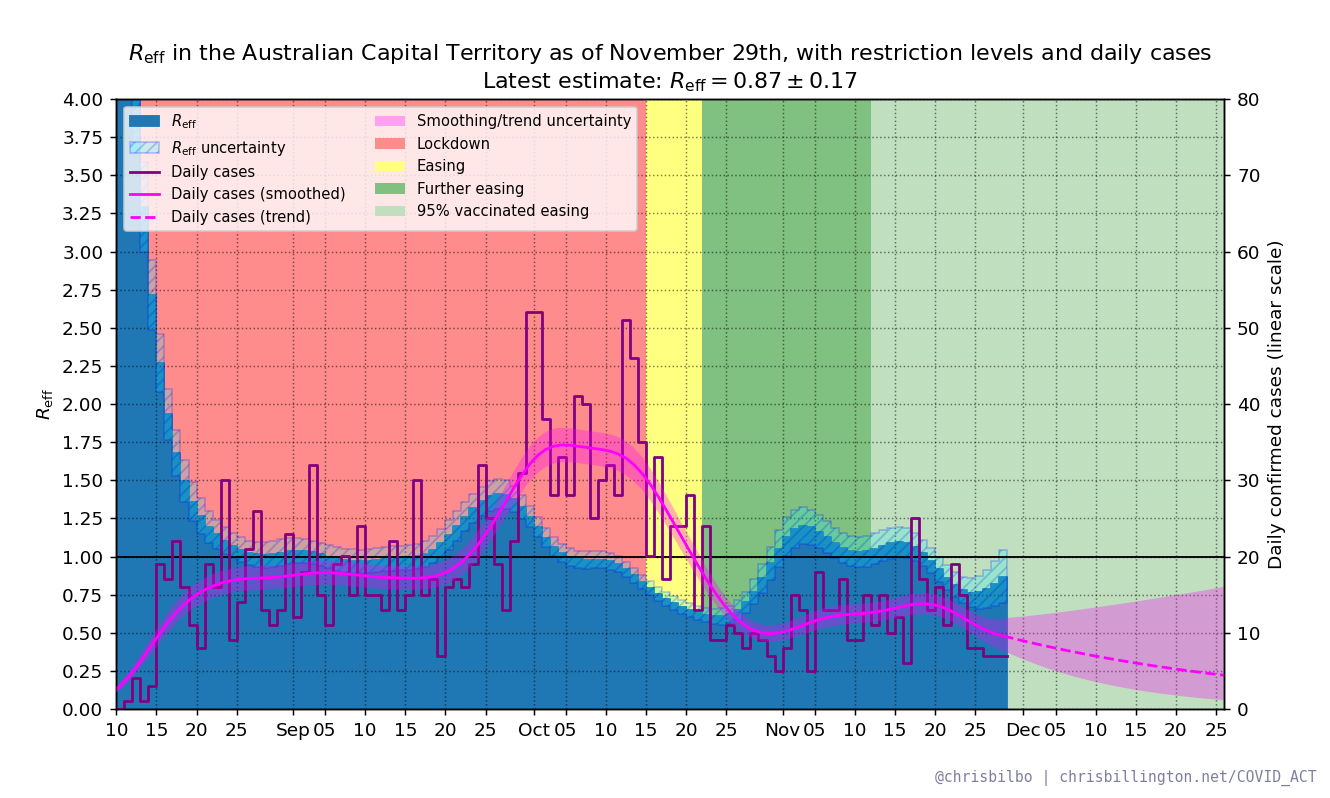 R_eff in the Australian Capital Territory as of November 29th, with restriction levels and daily cases
Latest estimate: R_eff = 0.87 ± 0.17
R_eff
R_eff uncertainty
Daily cases
Daily cases (smoothed)
Daily cases (trend)
Smoothing/trend uncertainty
Lockdown
Easing
Further easing
95% vaccinated easing
4.00
3.75
3.50
3.25
3.00
2.75
2.50
2.25
2.00
1.75
1.50
1.25
1.00
0.75
0.50
0.25
0.00
R_eff
80
70
60
50
40
30
20
10
0
Daily confirmed cases (linear scale)
10 15 20 25 Sep 05 10 15 20 25 Oct 05 10 15 20 25 Nov 05 10 15 20 25 Dec 05 10 15 20 25
@chrisbilbo | chrisbillington.net/COVID_ACT